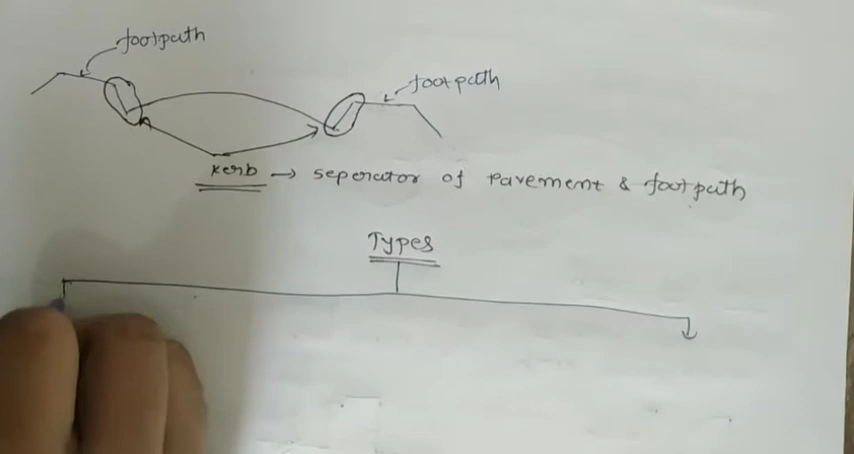 footpath
footpath
Kerb → seperator of Pavement & footpath
Types